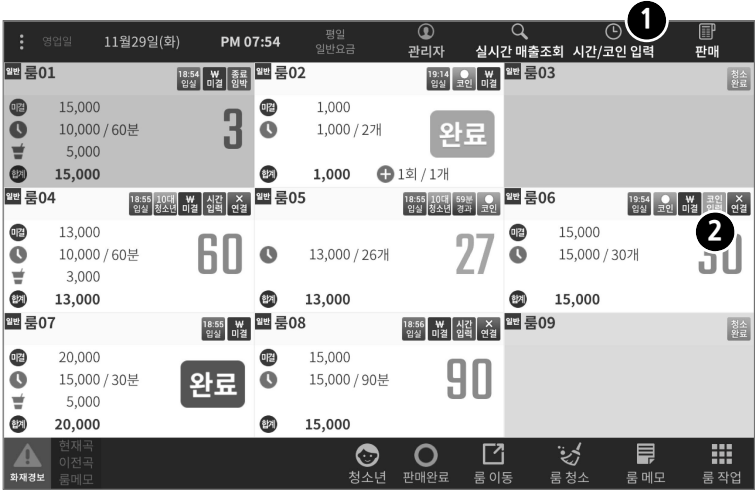 영업일 11월29일(화) PM 07:54 평일 일반요금 관리자 실시간 매출조회 시간/코인 입력 판매
1
일반 룸01 18:54 입실 ₩ 미결 종료 임박
미결 15,000
10,000 / 60분
5,000
합계 15,000
3
일반 룸02 19:14 입실 코인 ₩ 미결
미결 1,000
1,000 / 2개
완료
합계 1,000 1회 / 1개
일반 룸03 청소 완료
일반 룸04 18:55 입실 10대 청소년 ₩ 미결 시간 입력 × 연결
미결 13,000
10,000 / 60분
3,000
합계 13,000
60
일반 룸05 18:55 입실 10대 청소년 59분 경과 코인
13,000 / 26개
합계 13,000
27
일반 룸06 19:54 입실 코인 ₩ 미결 코인 입력 × 연결
2
미결 15,000
15,000 / 30개
합계 15,000
30
일반 룸07 18:55 입실 ₩ 미결
미결 20,000
15,000 / 30분
5,000
합계 20,000
완료
일반 룸08 18:56 입실 ₩ 미결 시간 입력 × 연결
미결 15,000
15,000 / 90분
합계 15,000
90
일반 룸09 청소 완료
화재경보
현재곡
이전곡
룸메모
청소년 판매완료 룸 이동 룸 청소 룸 메모 룸 작업